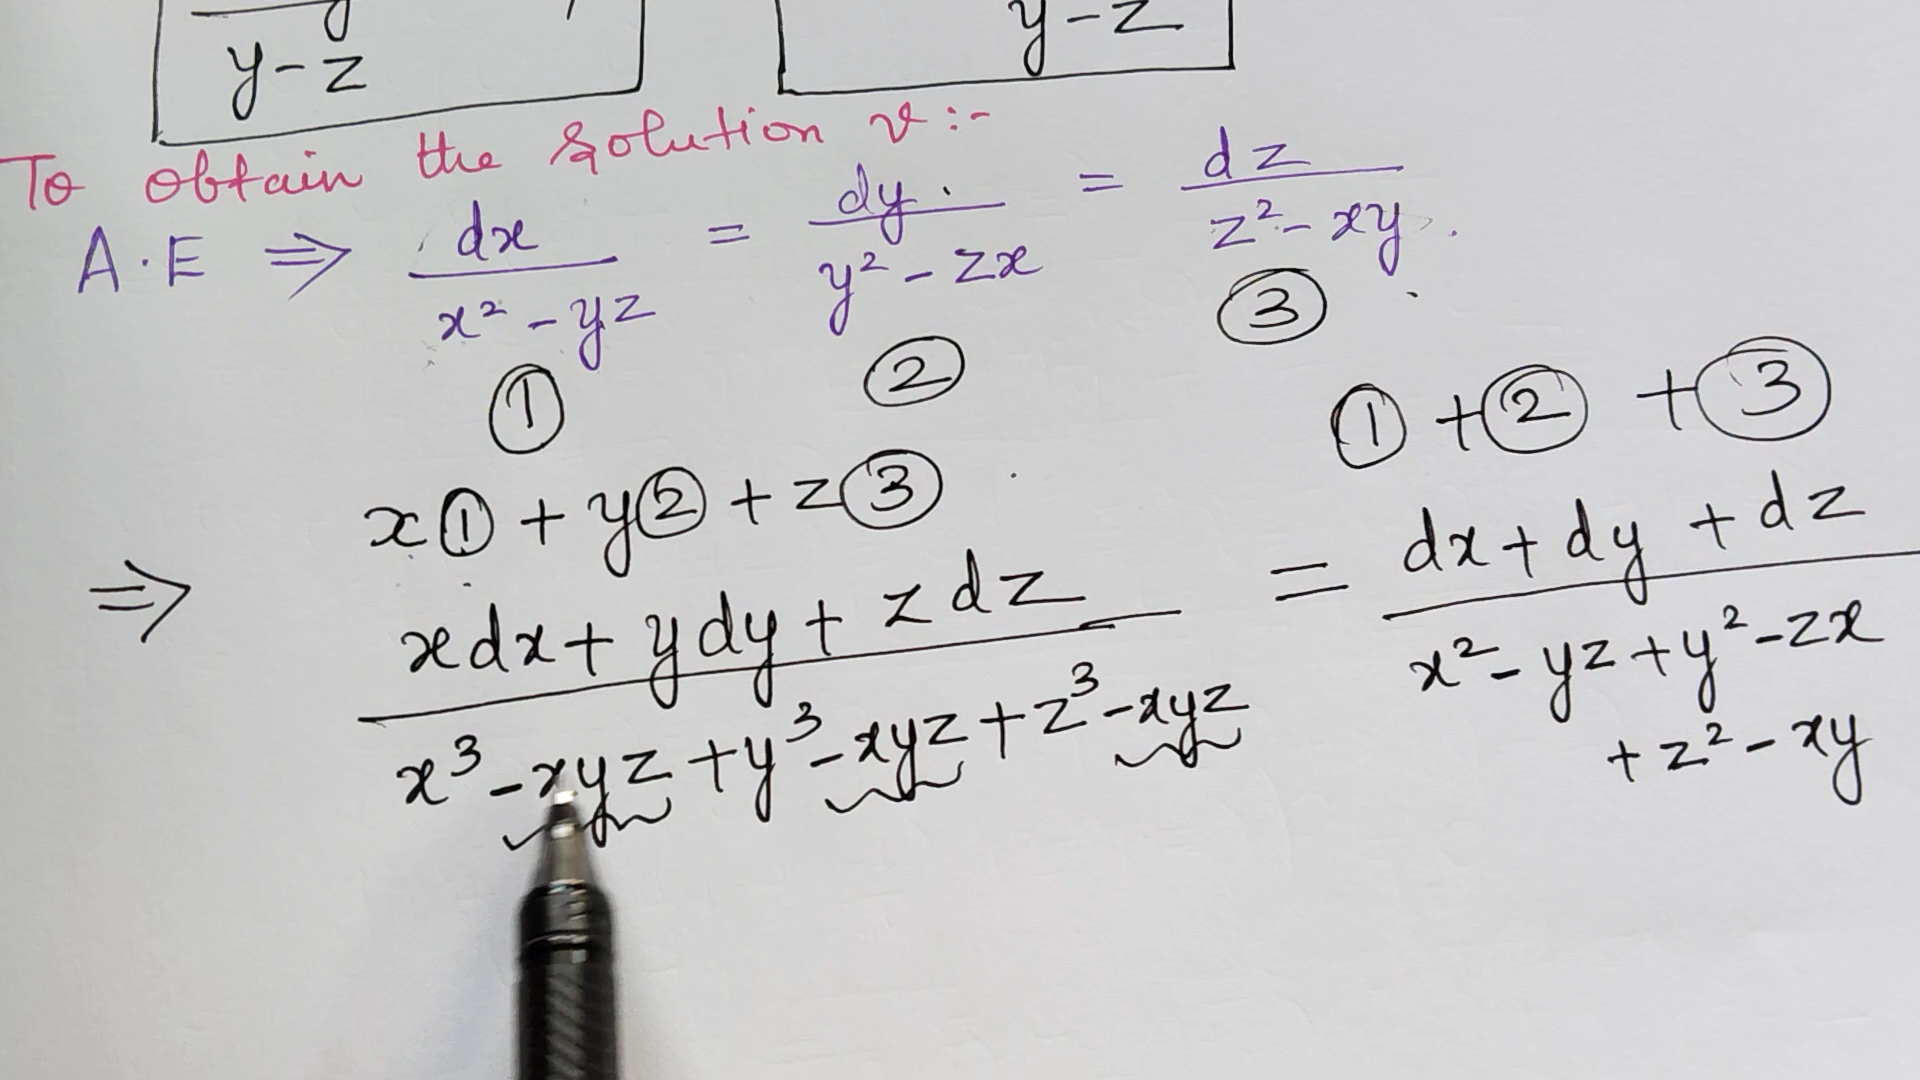 y-z y-z
To obtain the solution v:-
A.E ⇒ dx/(x²-yz) = dy/(y²-zx) = dz/(z²-xy).
① ② ③
x①+y②+z③ ①+②+③
⇒ (xdx+ydy+zdz)/(x³-xyz+y³-xyz+z³-xyz) = (dx+dy+dz)/(x²-yz+y²-zx+z²-xy)